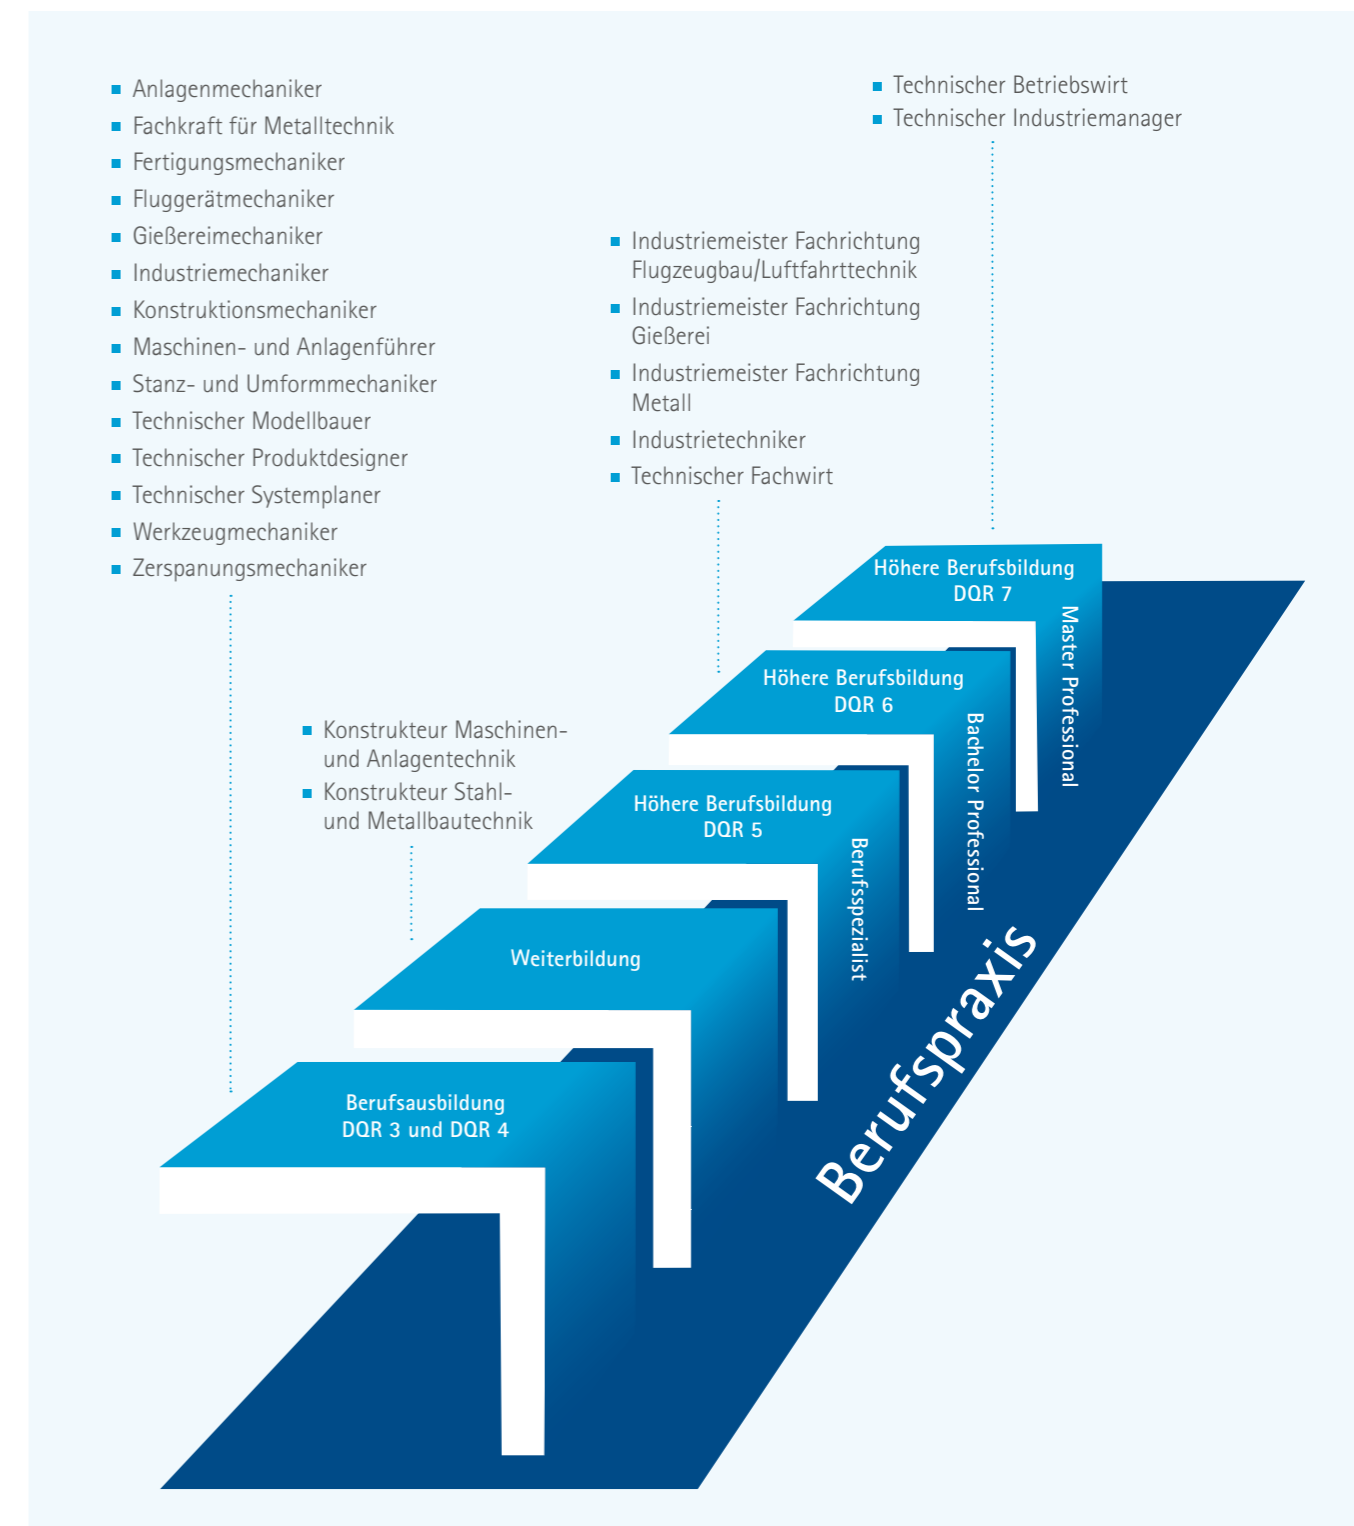 Anlagenmechaniker
Fachkraft für Metalltechnik
Fertigungsmechaniker
Fluggerätmechaniker
Gießereimechaniker
Industriemechaniker
Konstruktionsmechaniker
Maschinen- und Anlagenführer
Stanz- und Umformmechaniker
Technischer Modellbauer
Technischer Produktdesigner
Technischer Systemplaner
Werkzeugmechaniker
Zerspanungsmechaniker
Technischer Betriebswirt
Technischer Industriemanager
Industriemeister Fachrichtung
Flugzeugbau/Luftfahrttechnik
Industriemeister Fachrichtung
Gießerei
Industriemeister Fachrichtung
Metall
Industrietechniker
Technischer Fachwirt
Konstrukteur Maschinen-
und Anlagentechnik
Konstrukteur Stahl-
und Metallbautechnik
Höhere Berufsbildung
DQR 7
Master Professional
Höhere Berufsbildung
DQR 6
Bachelor Professional
Höhere Berufsbildung
DQR 5
Berufsspezialist
Weiterbildung
Berufsausbildung
DQR 3 und DQR 4
Berufspraxis